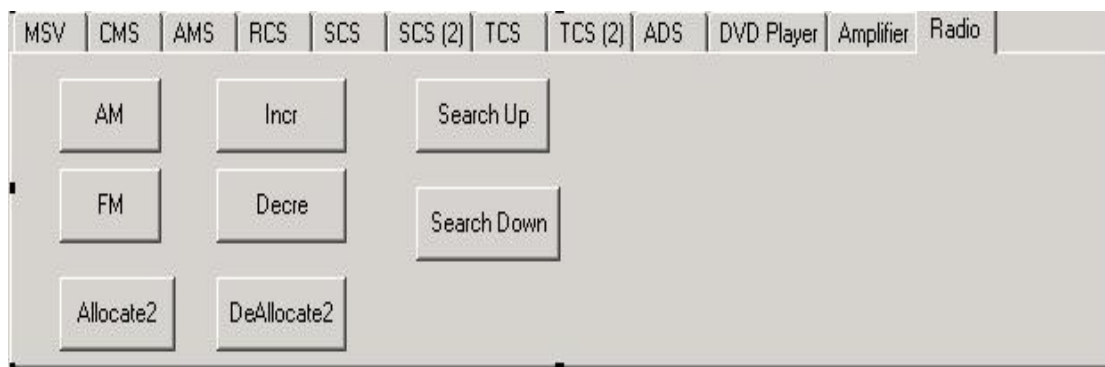 MSV CMS AMS RCS SCS SCS (2) TCS TCS (2) ADS DVD Player Amplifier Radio
AM Incr Search Up
FM Decre Search Down
Allocate2 DeAllocate2